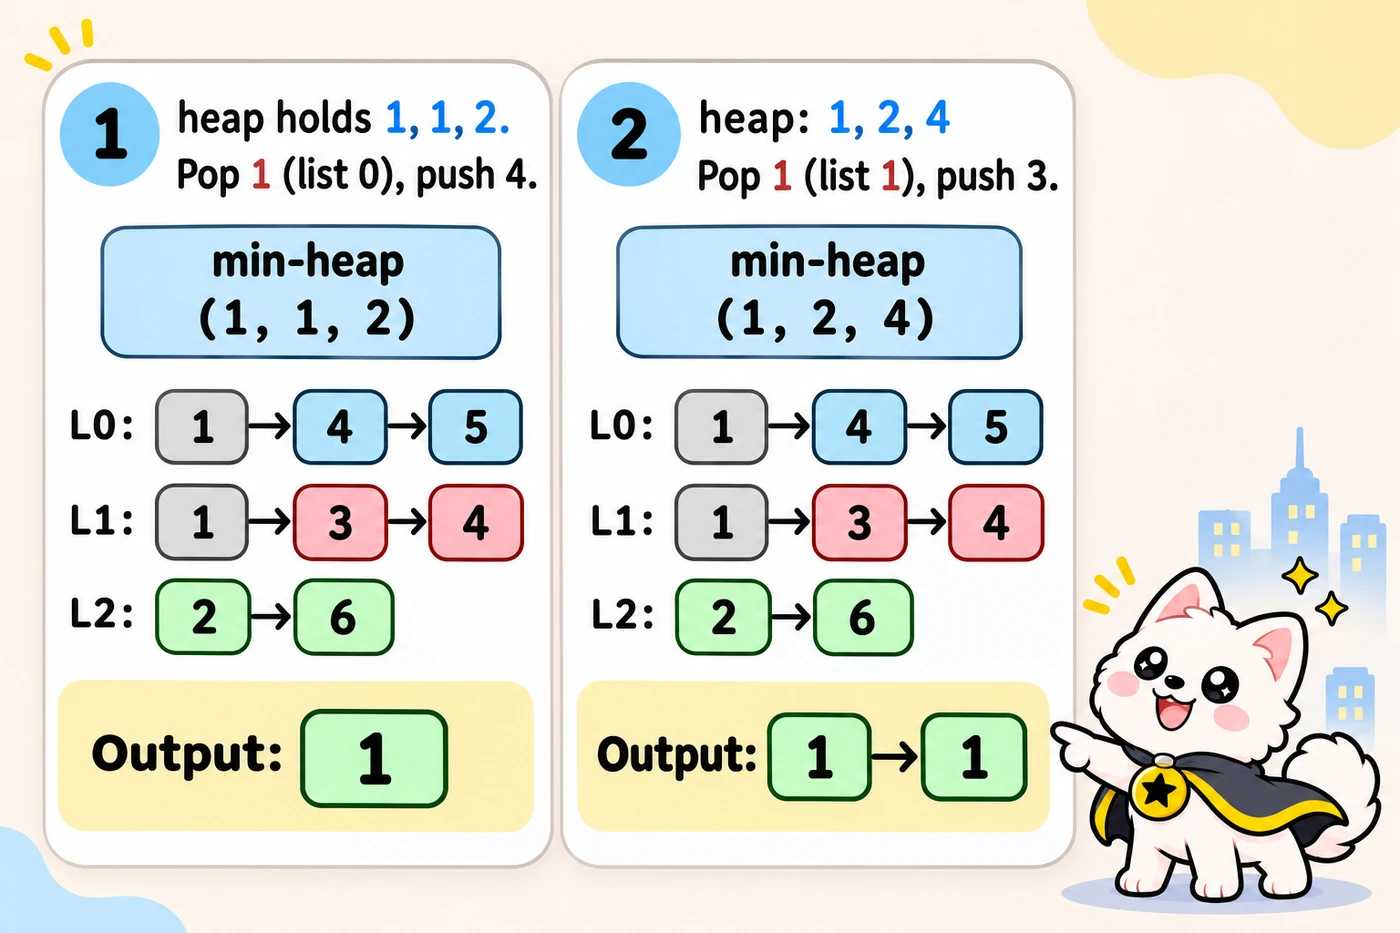 1
heap holds 1, 1, 2.
Pop 1 (list 0), push 4.
min-heap
(1, 1, 2)
L0: 1 → 4 → 5
L1: 1 → 3 → 4
L2: 2 → 6
Output: 1
2
heap: 1, 2, 4
Pop 1 (list 1), push 3.
min-heap
(1, 2, 4)
L0: 1 → 4 → 5
L1: 1 → 3 → 4
L2: 2 → 6
Output: 1 → 1